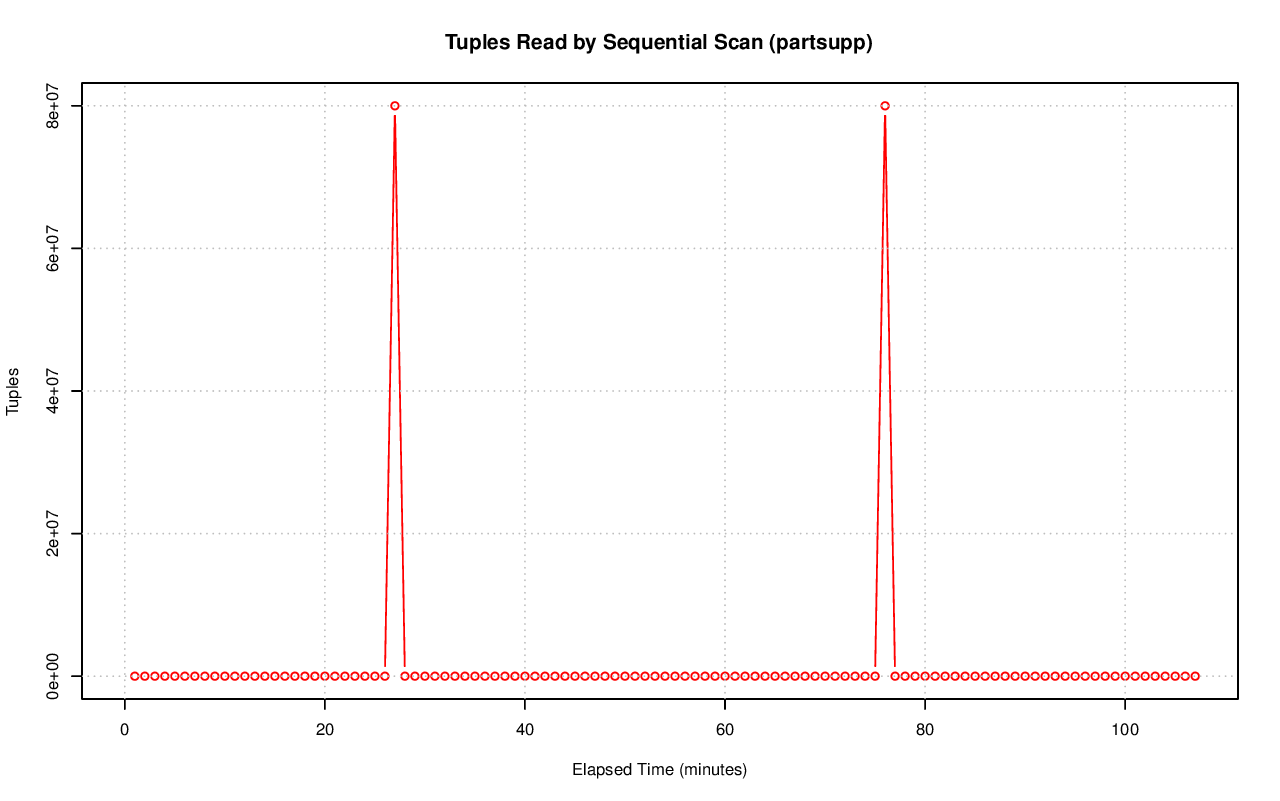 Tuples Read by Sequential Scan (partsupp)
8e+07
6e+07
4e+07
2e+07
0e+00
Tuples
0 20 40 60 80 100
Elapsed Time (minutes)